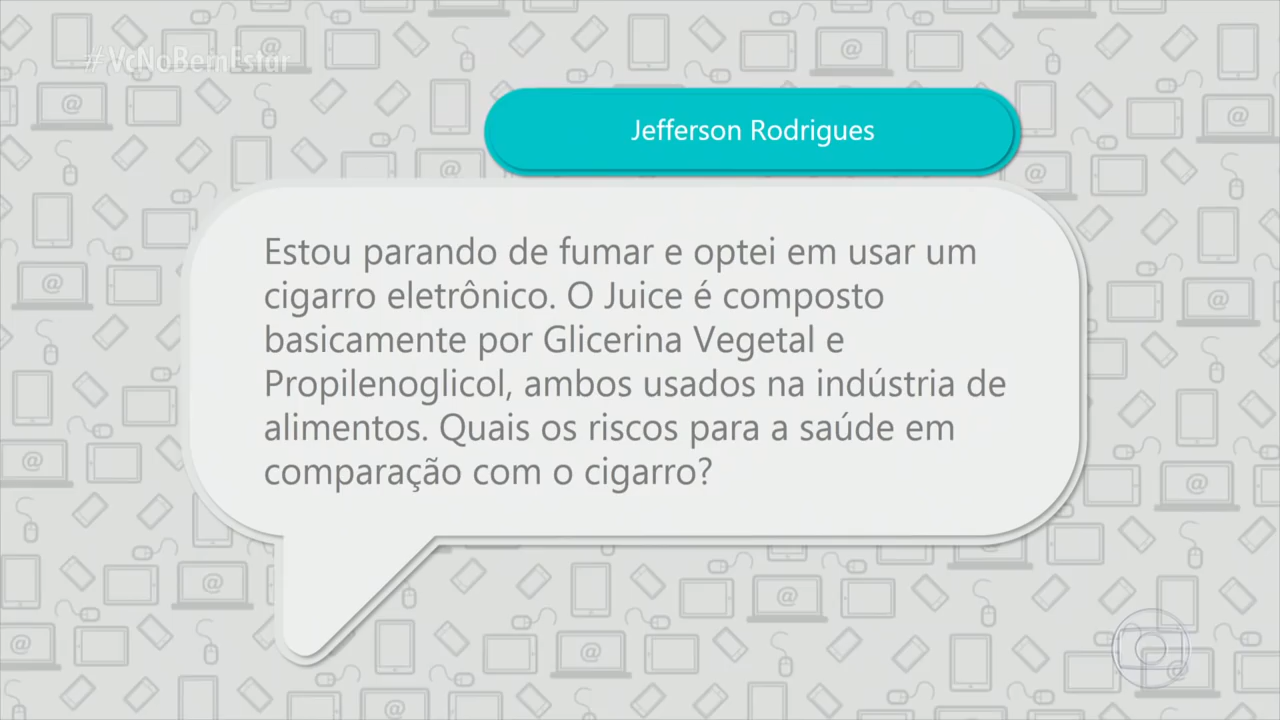 #VcNoBemEstar
Jefferson Rodrigues
Estou parando de fumar e optei em usar um
cigarro eletrônico. O Juice é composto
basicamente por Glicerina Vegetal e
Propilenoglicol, ambos usados na indústria de
alimentos. Quais os riscos para a saúde em
comparação com o cigarro?